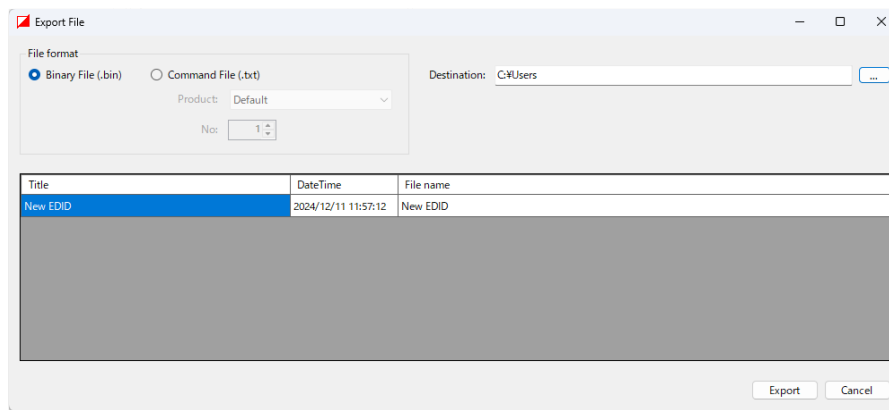 Export File
File format
Binary File (.bin)
Command File (.txt)
Product:
Default
No:
1
Destination:
C:¥Users
...
Title
DateTime
File name
New EDID
2024/12/11 11:57:12
New EDID
Export
Cancel